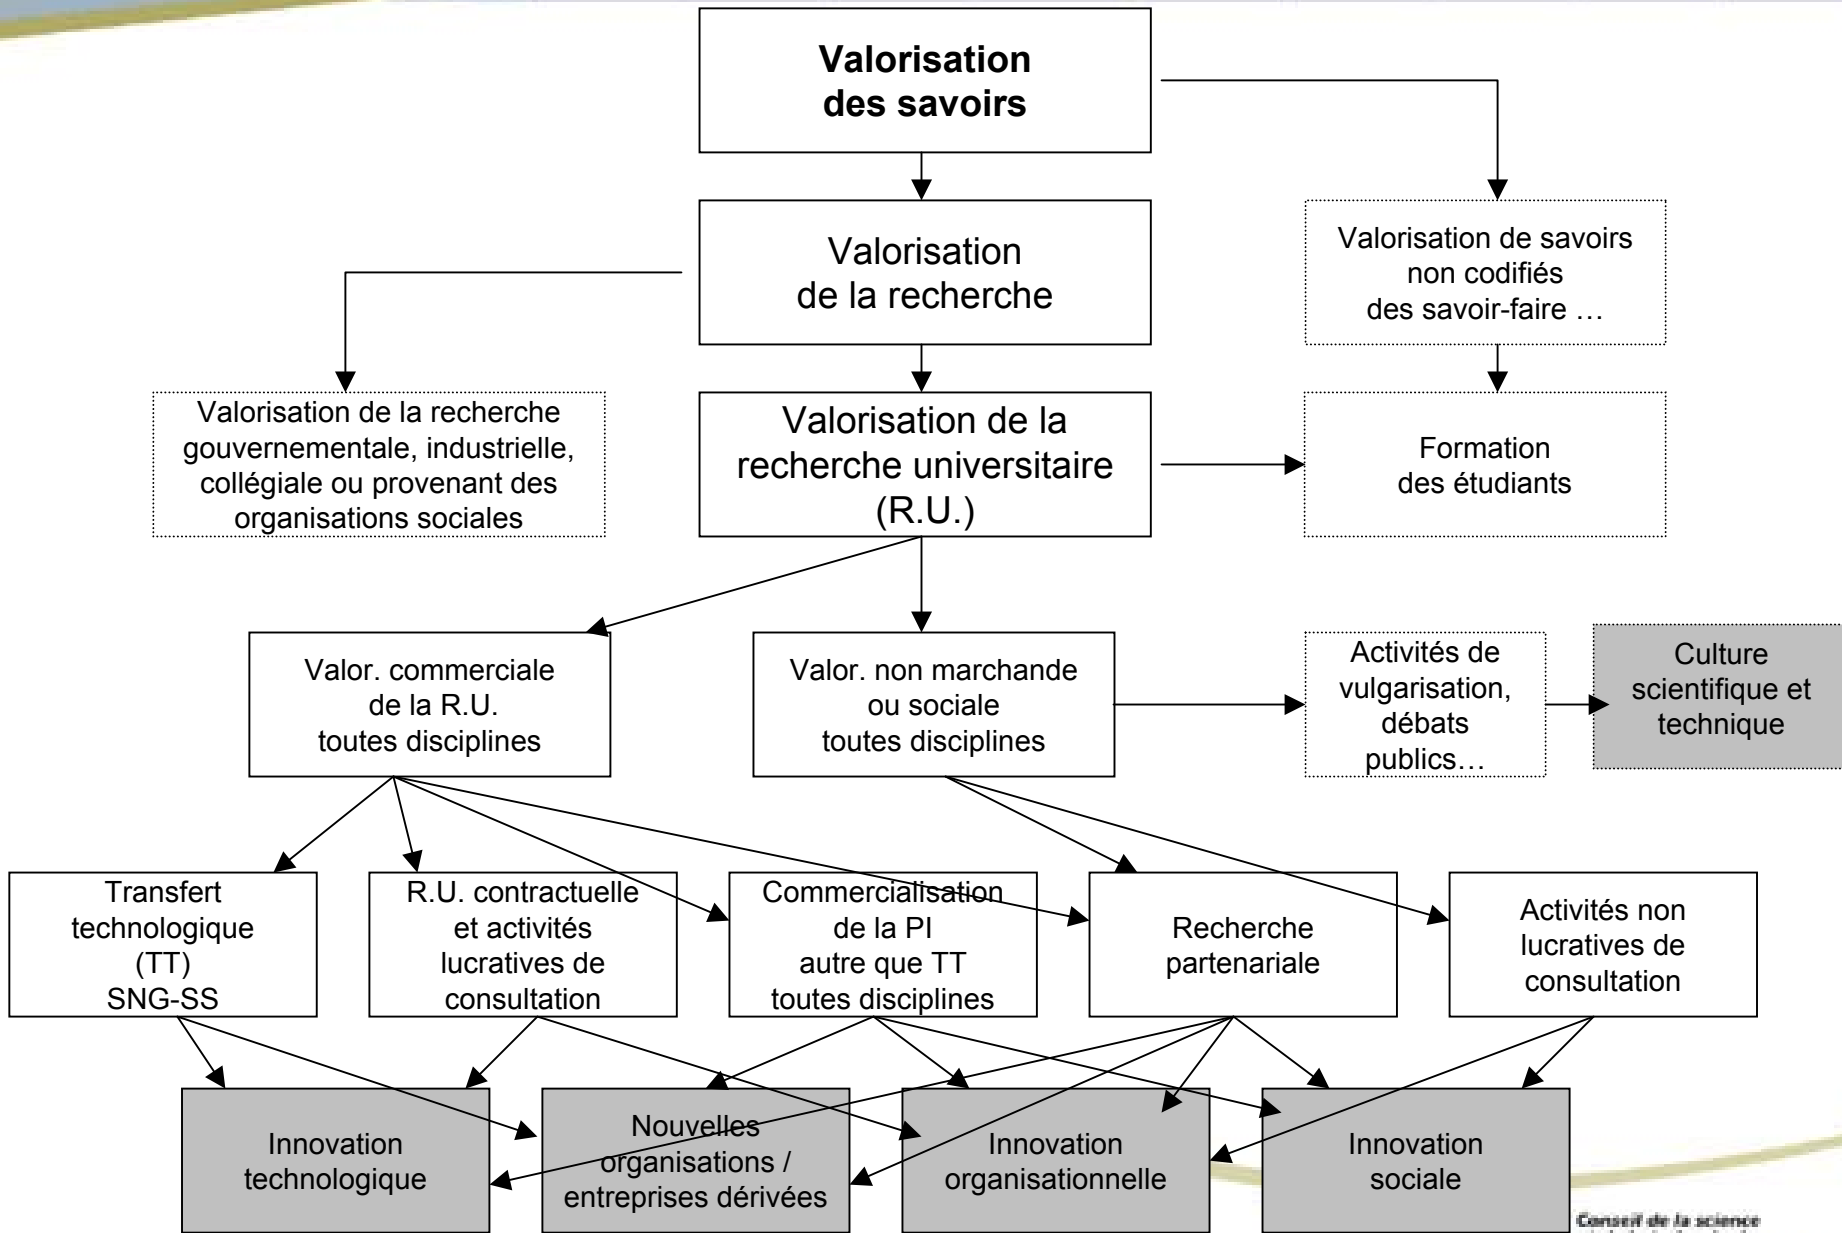 Valorisation
des savoirs
Valorisation
de la recherche
Valorisation de savoirs
non codifiés
des savoir-faire …
Valorisation de la recherche
gouvernementale, industrielle,
collégiale ou provenant des
organisations sociales
Valorisation de la
recherche universitaire
(R.U.)
Formation
des étudiants
Valor. commerciale
de la R.U.
toutes disciplines
Valor. non marchande
ou sociale
toutes disciplines
Activités de
vulgarisation,
débats
publics…
Culture
scientifique et
technique
Transfert
technologique
(TT)
SNG-SS
R.U. contractuelle
et activités
lucratives de
consultation
Commercialisation
de la PI
autre que TT
toutes disciplines
Recherche
partenariale
Activités non
lucratives de
consultation
Innovation
technologique
Nouvelles
organisations /
entreprises dérivées
Innovation
organisationnelle
Innovation
sociale
Conseil de la science